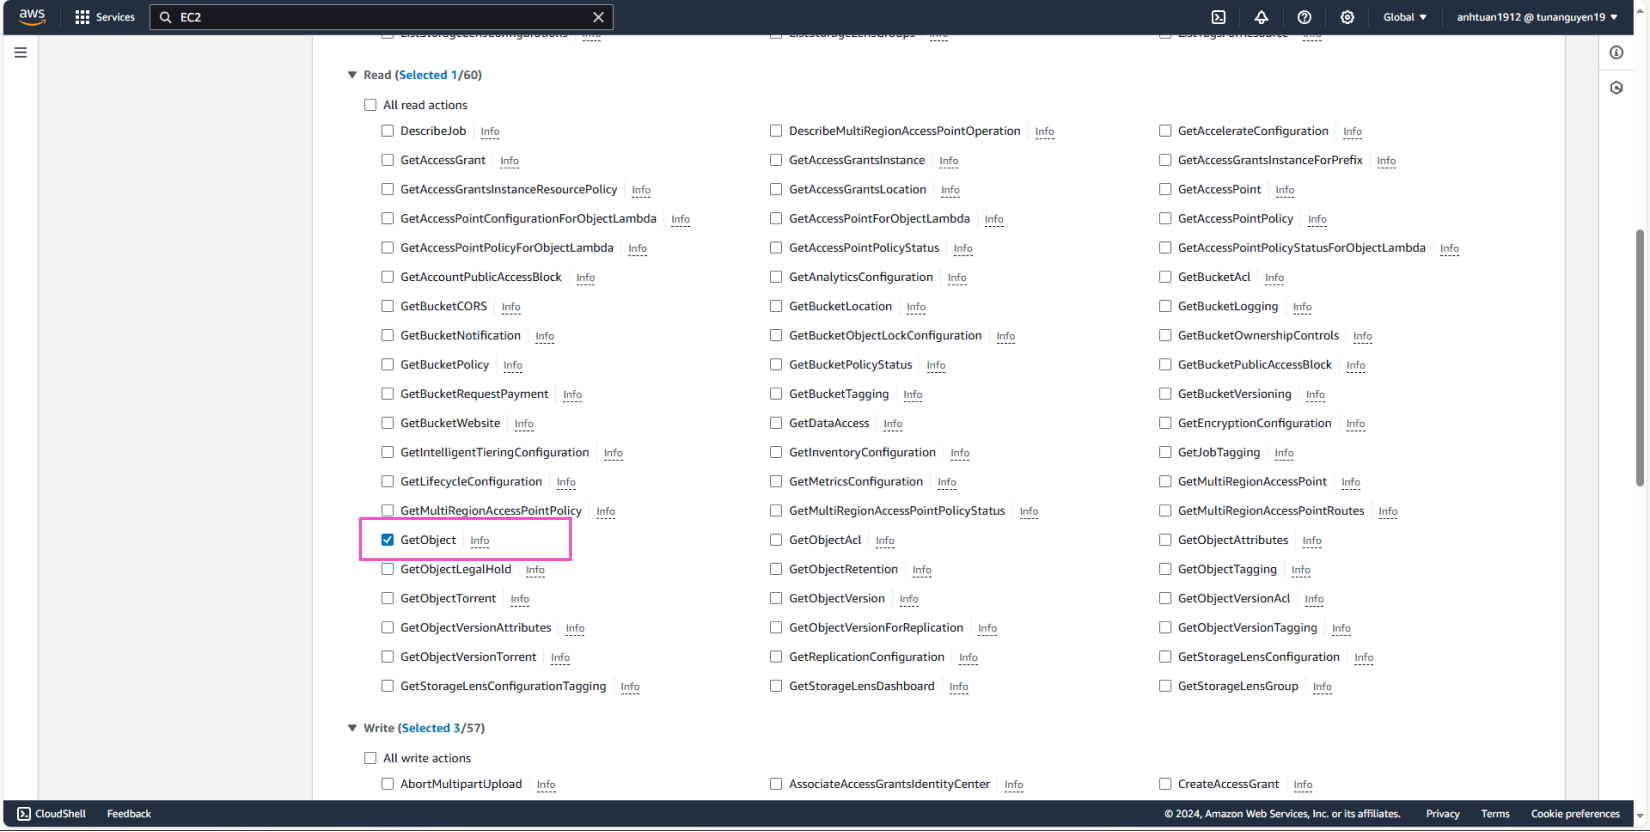 aws Services EC2 Global anhtuan1912 @ tunanguyen19
ListStorageLensConfigurations Info ListStorageLensGroups Info ListTagsForResource Info
Read (Selected 1/60)
All read actions
DescribeJob Info DescribeMultiRegionAccessPointOperation Info GetAccelerateConfiguration Info
GetAccessGrant Info GetAccessGrantsInstance Info GetAccessGrantsInstanceForPrefix Info
GetAccessGrantsInstanceResourcePolicy Info GetAccessGrantsLocation Info GetAccessPoint Info
GetAccessPointConfigurationForObjectLambda Info GetAccessPointForObjectLambda Info GetAccessPointPolicy Info
GetAccessPointPolicyForObjectLambda Info GetAccessPointPolicyStatus Info GetAccessPointPolicyStatusForObjectLambda Info
GetAccountPublicAccessBlock Info GetAnalyticsConfiguration Info GetBucketAcl Info
GetBucketCORS Info GetBucketLocation Info GetBucketLogging Info
GetBucketNotification Info GetBucketObjectLockConfiguration Info GetBucketOwnershipControls Info
GetBucketPolicy Info GetBucketPolicyStatus Info GetBucketPublicAccessBlock Info
GetBucketRequestPayment Info GetBucketTagging Info GetBucketVersioning Info
GetBucketWebsite Info GetDataAccess Info GetEncryptionConfiguration Info
GetIntelligentTieringConfiguration Info GetInventoryConfiguration Info GetJobTagging Info
GetLifecycleConfiguration Info GetMetricsConfiguration Info GetMultiRegionAccessPoint Info
GetMultiRegionAccessPointPolicy Info GetMultiRegionAccessPointPolicyStatus Info GetMultiRegionAccessPointRoutes Info
GetObject Info GetObjectAcl Info GetObjectAttributes Info
GetObjectLegalHold Info GetObjectRetention Info GetObjectTagging Info
GetObjectTorrent Info GetObjectVersion Info GetObjectVersionAcl Info
GetObjectVersionAttributes Info GetObjectVersionForReplication Info GetObjectVersionTagging Info
GetObjectVersionTorrent Info GetReplicationConfiguration Info GetStorageLensConfiguration Info
GetStorageLensConfigurationTagging Info GetStorageLensDashboard Info GetStorageLensGroup Info
Write (Selected 3/57)
All write actions
AbortMultipartUpload Info AssociateAccessGrantsIdentityCenter Info CreateAccessGrant Info
CloudShell Feedback © 2024, Amazon Web Services, Inc. or its affiliates. Privacy Terms Cookie preferences